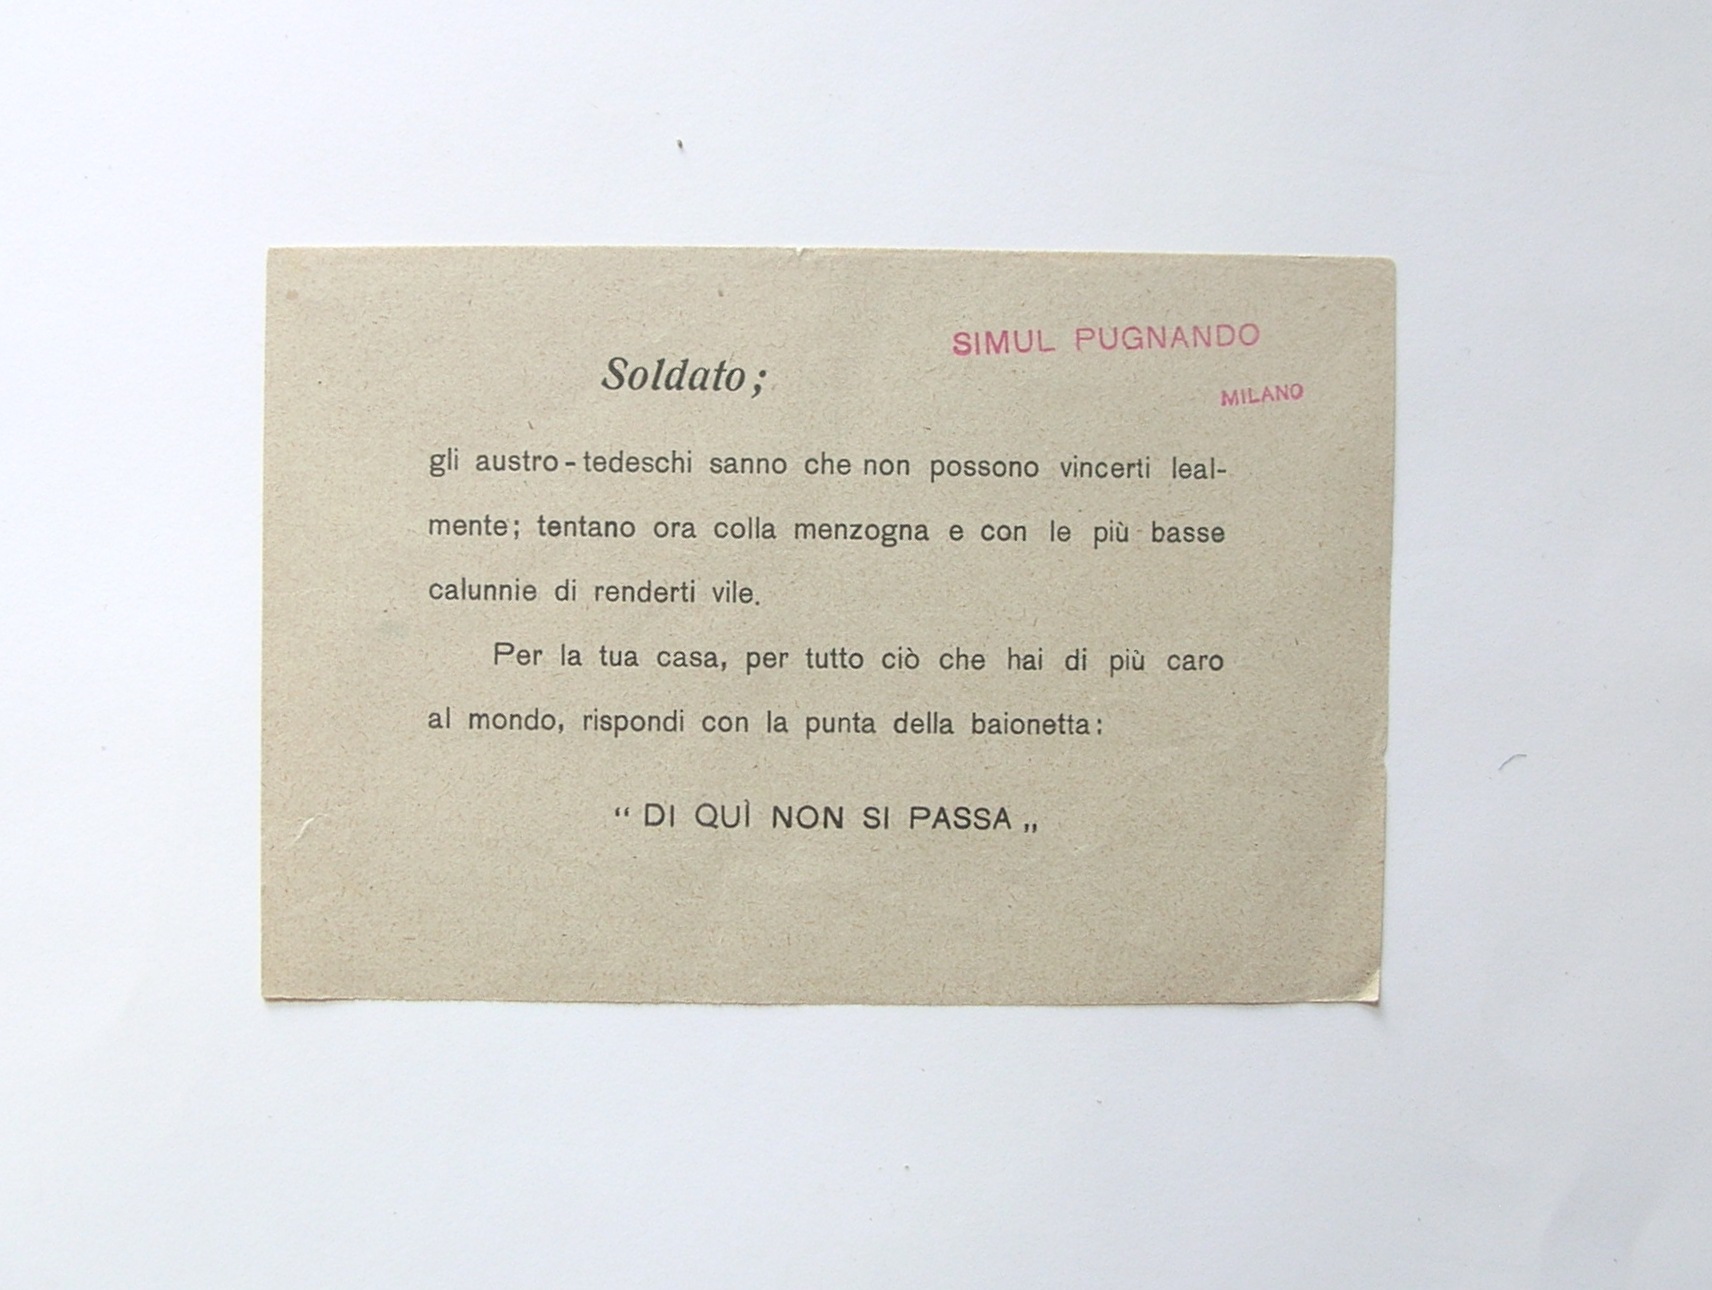 SIMUL PUGNANDO
Soldato;
MILANO
gli austro-tedeschi sanno che non possono vincerti leal-
mente; tentano ora colla menzogna e con le più basse
calunnie di renderti vile.
Per la tua casa, per tutto ciò che hai di più caro
al mondo, rispondi con la punta della baionetta:
“ DI QUÌ NON SI PASSA „